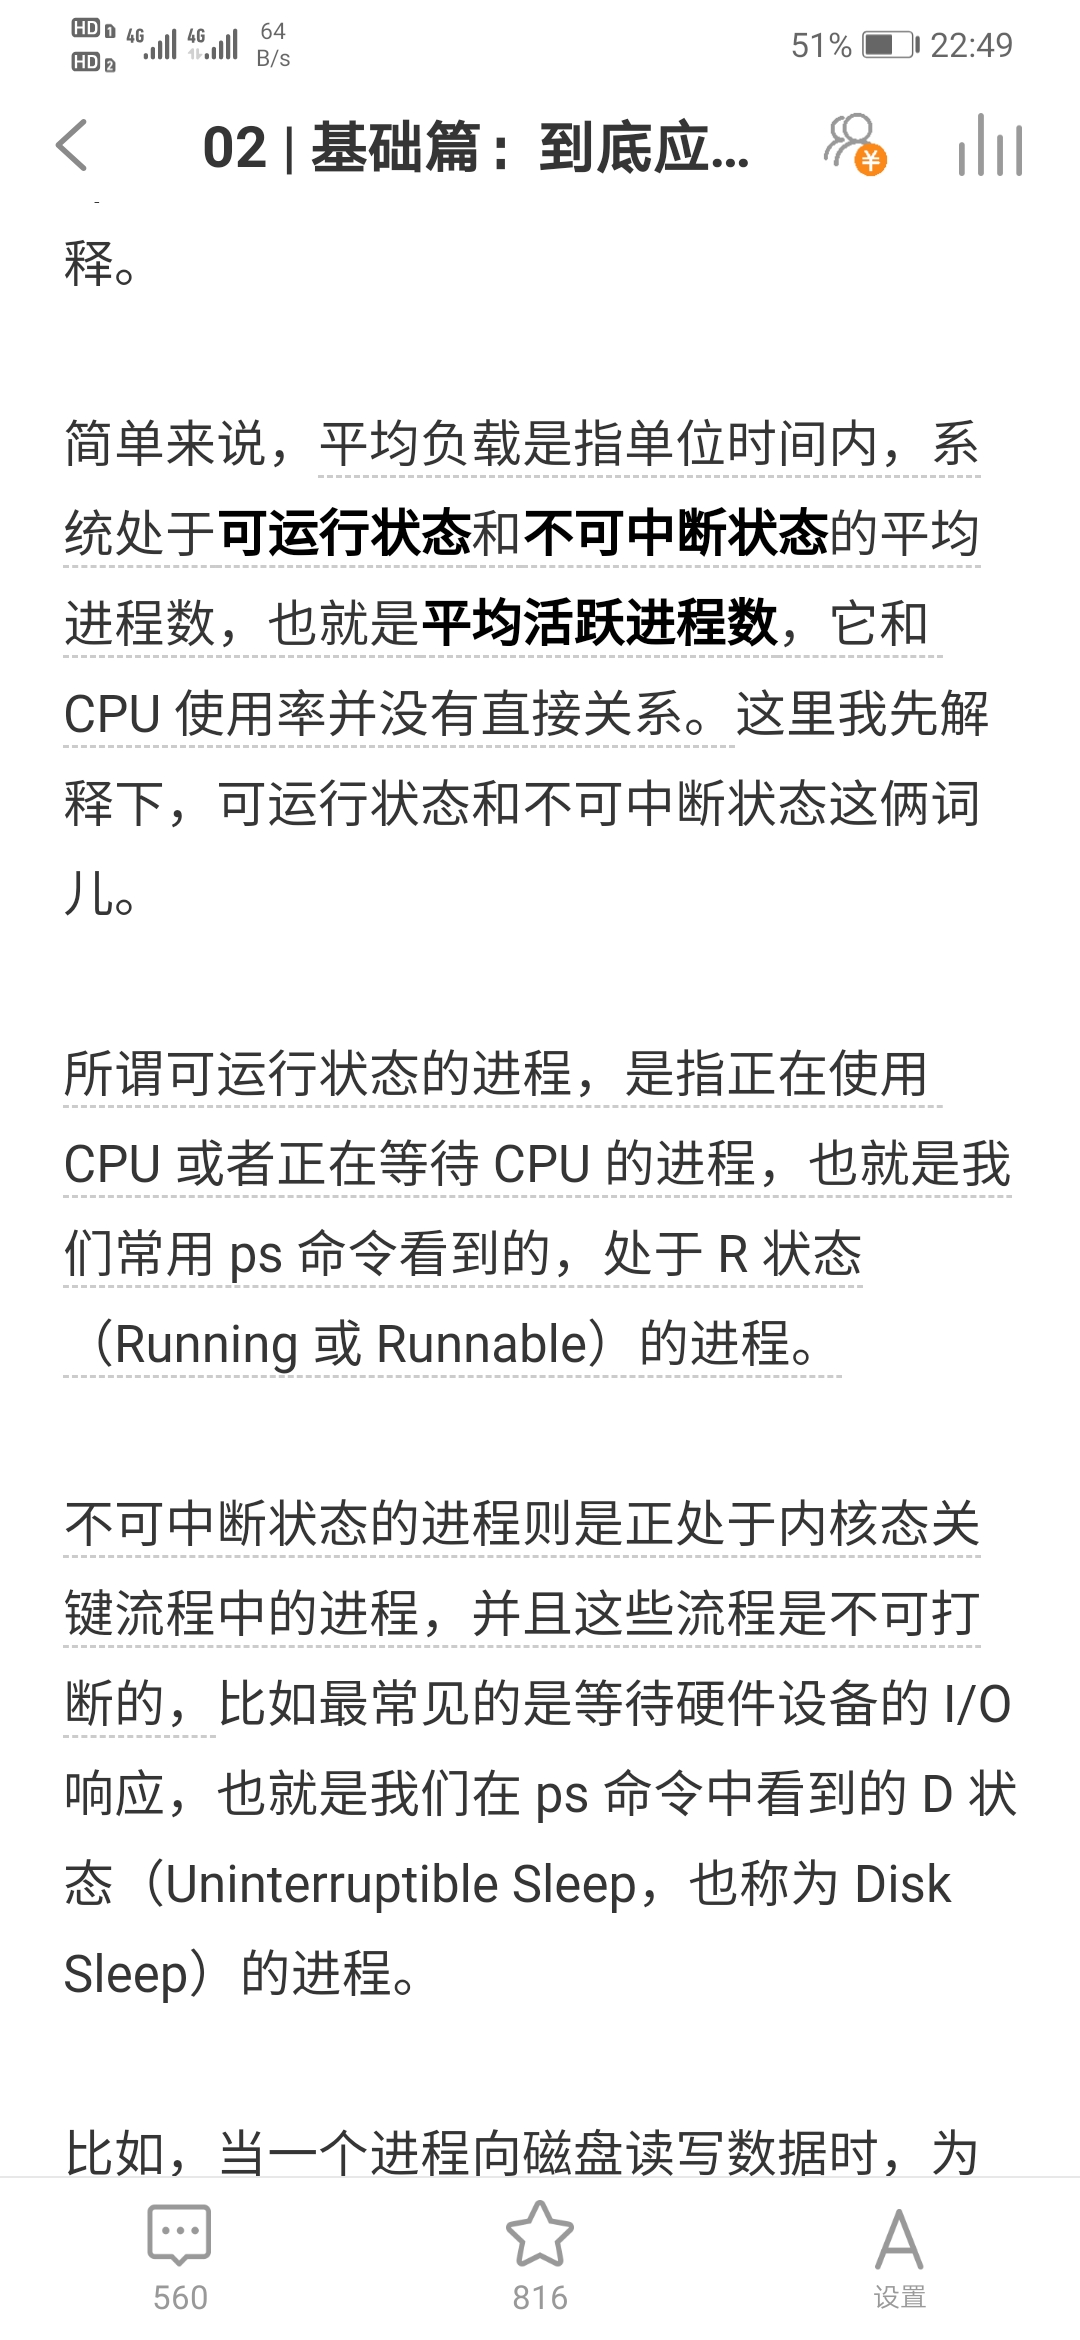 HD 1 4G 4G 64 51% 22:49
HD 2 B/s
02 | 基础篇：到底应...
释。
简单来说，平均负载是指单位时间内，系
统处于可运行状态和不可中断状态的平均
进程数，也就是平均活跃进程数，它和
CPU 使用率并没有直接关系。这里我先解
释下，可运行状态和不可中断状态这俩词
儿。
所谓可运行状态的进程，是指正在使用
CPU 或者正在等待 CPU 的进程，也就是我
们常用 ps 命令看到的，处于 R 状态
（Running 或 Runnable）的进程。
不可中断状态的进程则是正处于内核态关
键流程中的进程，并且这些流程是不可打
断的，比如最常见的是等待硬件设备的 I/O
响应，也就是我们在 ps 命令中看到的 D 状
态（Uninterruptible Sleep，也称为 Disk
Sleep）的进程。
比如，当一个进程向磁盘读写数据时，为
560 816 设置